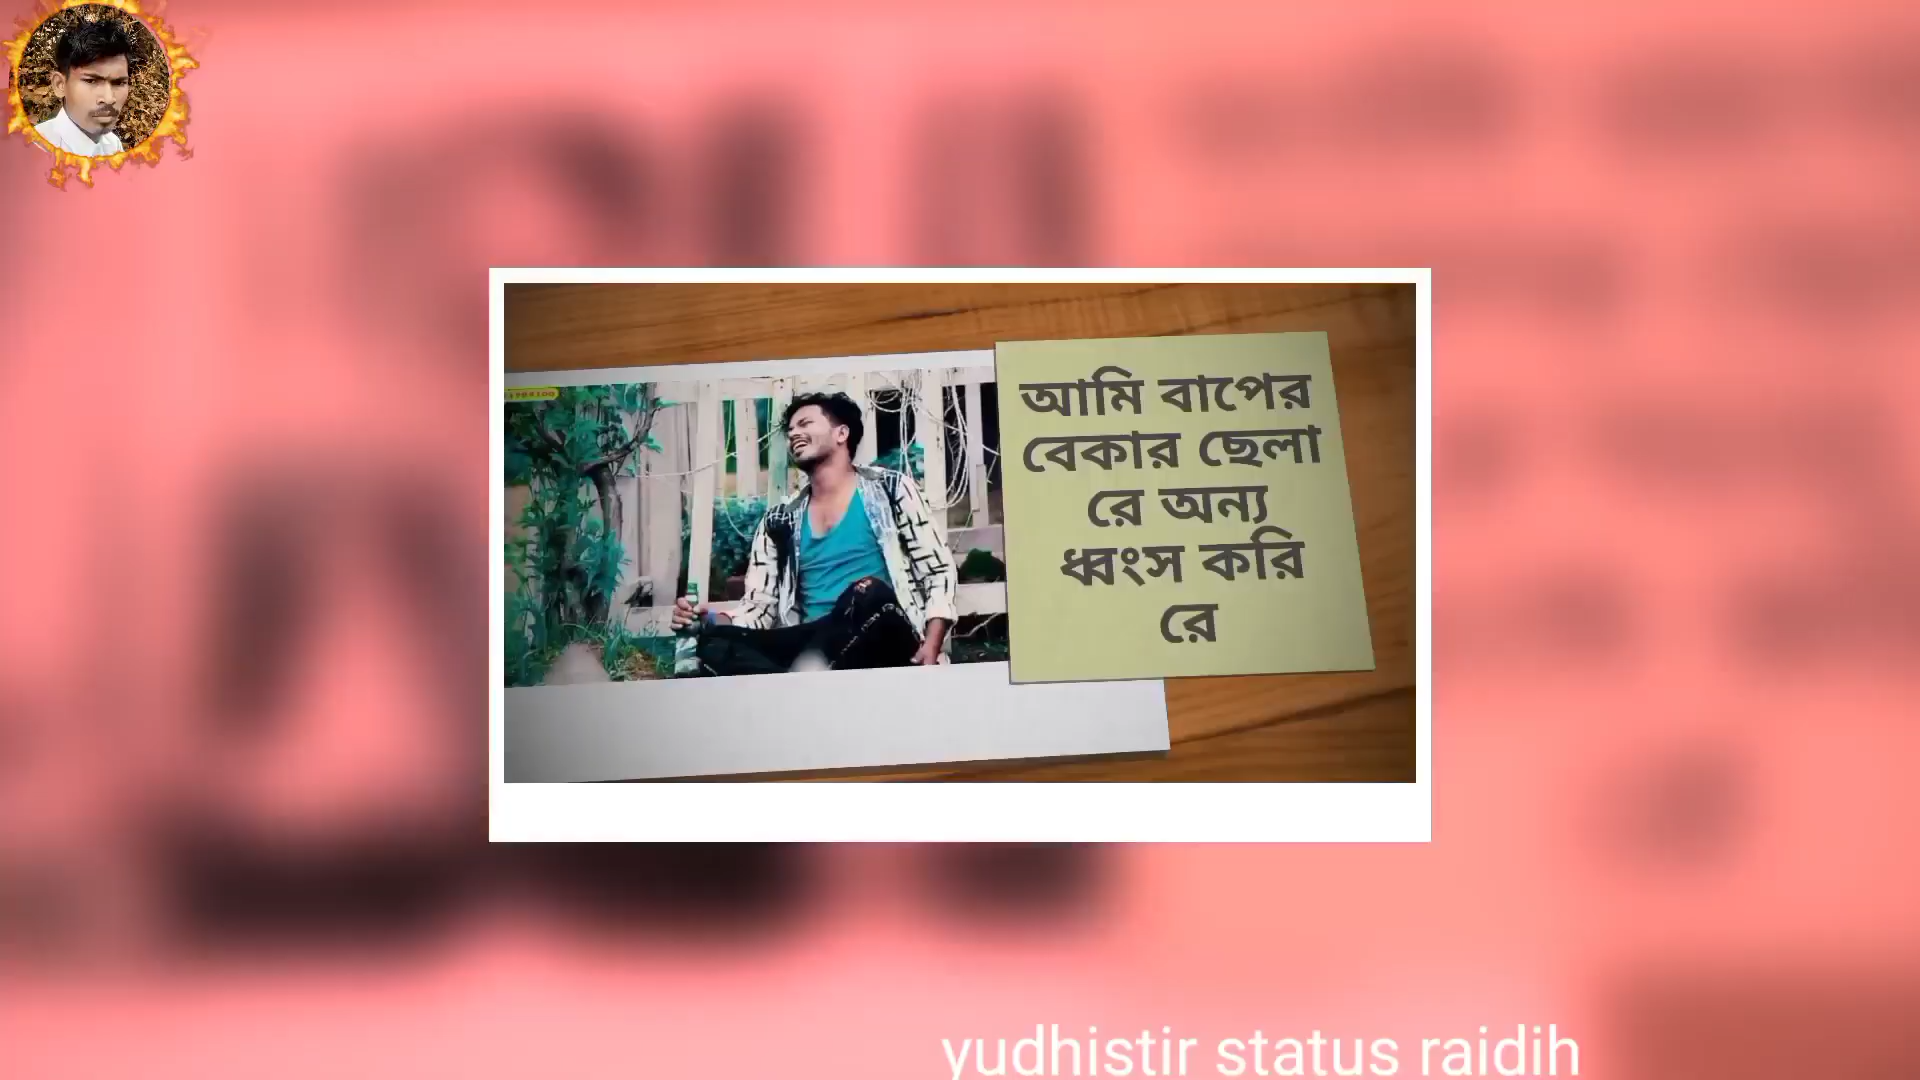 আমি বাপের
বেকার ছেলা
রে অন্য
ধ্বংস করি
রে
yudhistir status raidih